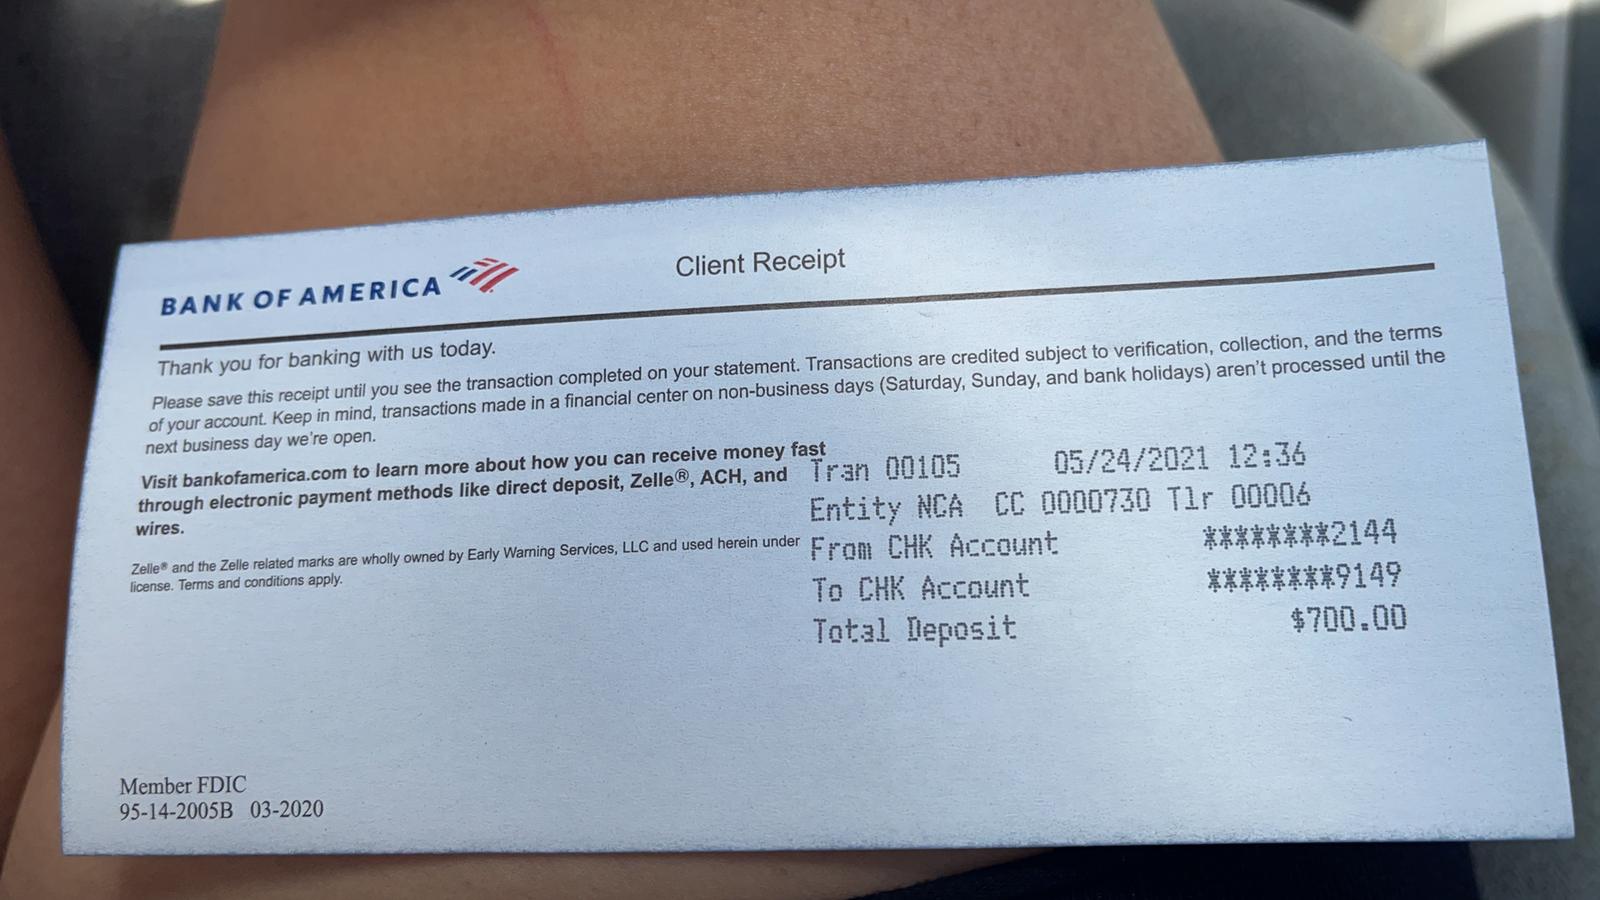 BANK OF AMERICA
Client Receipt
Thank you for banking with us today.
Please save this receipt until you see the transaction completed on your statement. Transactions are credited subject to verification, collection, and the terms
of your account. Keep in mind, transactions made in a financial center on non-business days (Saturday, Sunday, and bank holidays) aren't processed until the
next business day we're open.
Visit bankofamerica.com to learn more about how you can receive money fast
through electronic payment methods like direct deposit, Zelle®, ACH, and
wires.
Zelle® and the Zelle related marks are wholly owned by Early Warning Services, LLC and used herein under
license. Terms and conditions apply.
Tran 00105 05/24/2021 12:36
Entity NCA CC 0000730 Tlr 00006
From CHK Account ********2144
To CHK Account ********9149
Total Deposit $700.00
Member FDIC
95-14-2005B 03-2020